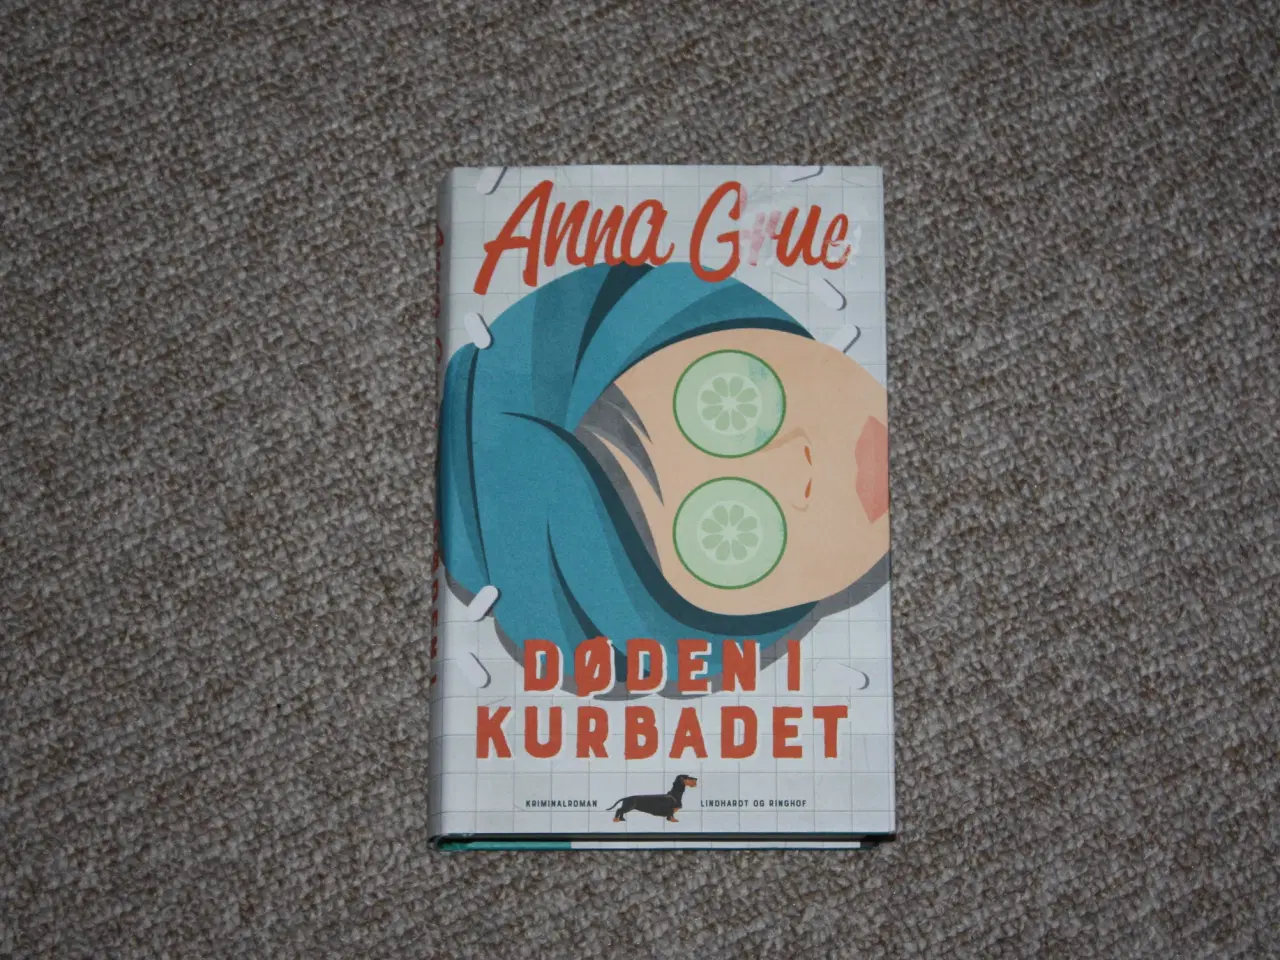 Anna Grue
DØDEN I
KURBADET
KRIMINALROMAN
LINDHARDT OG RINGHOF